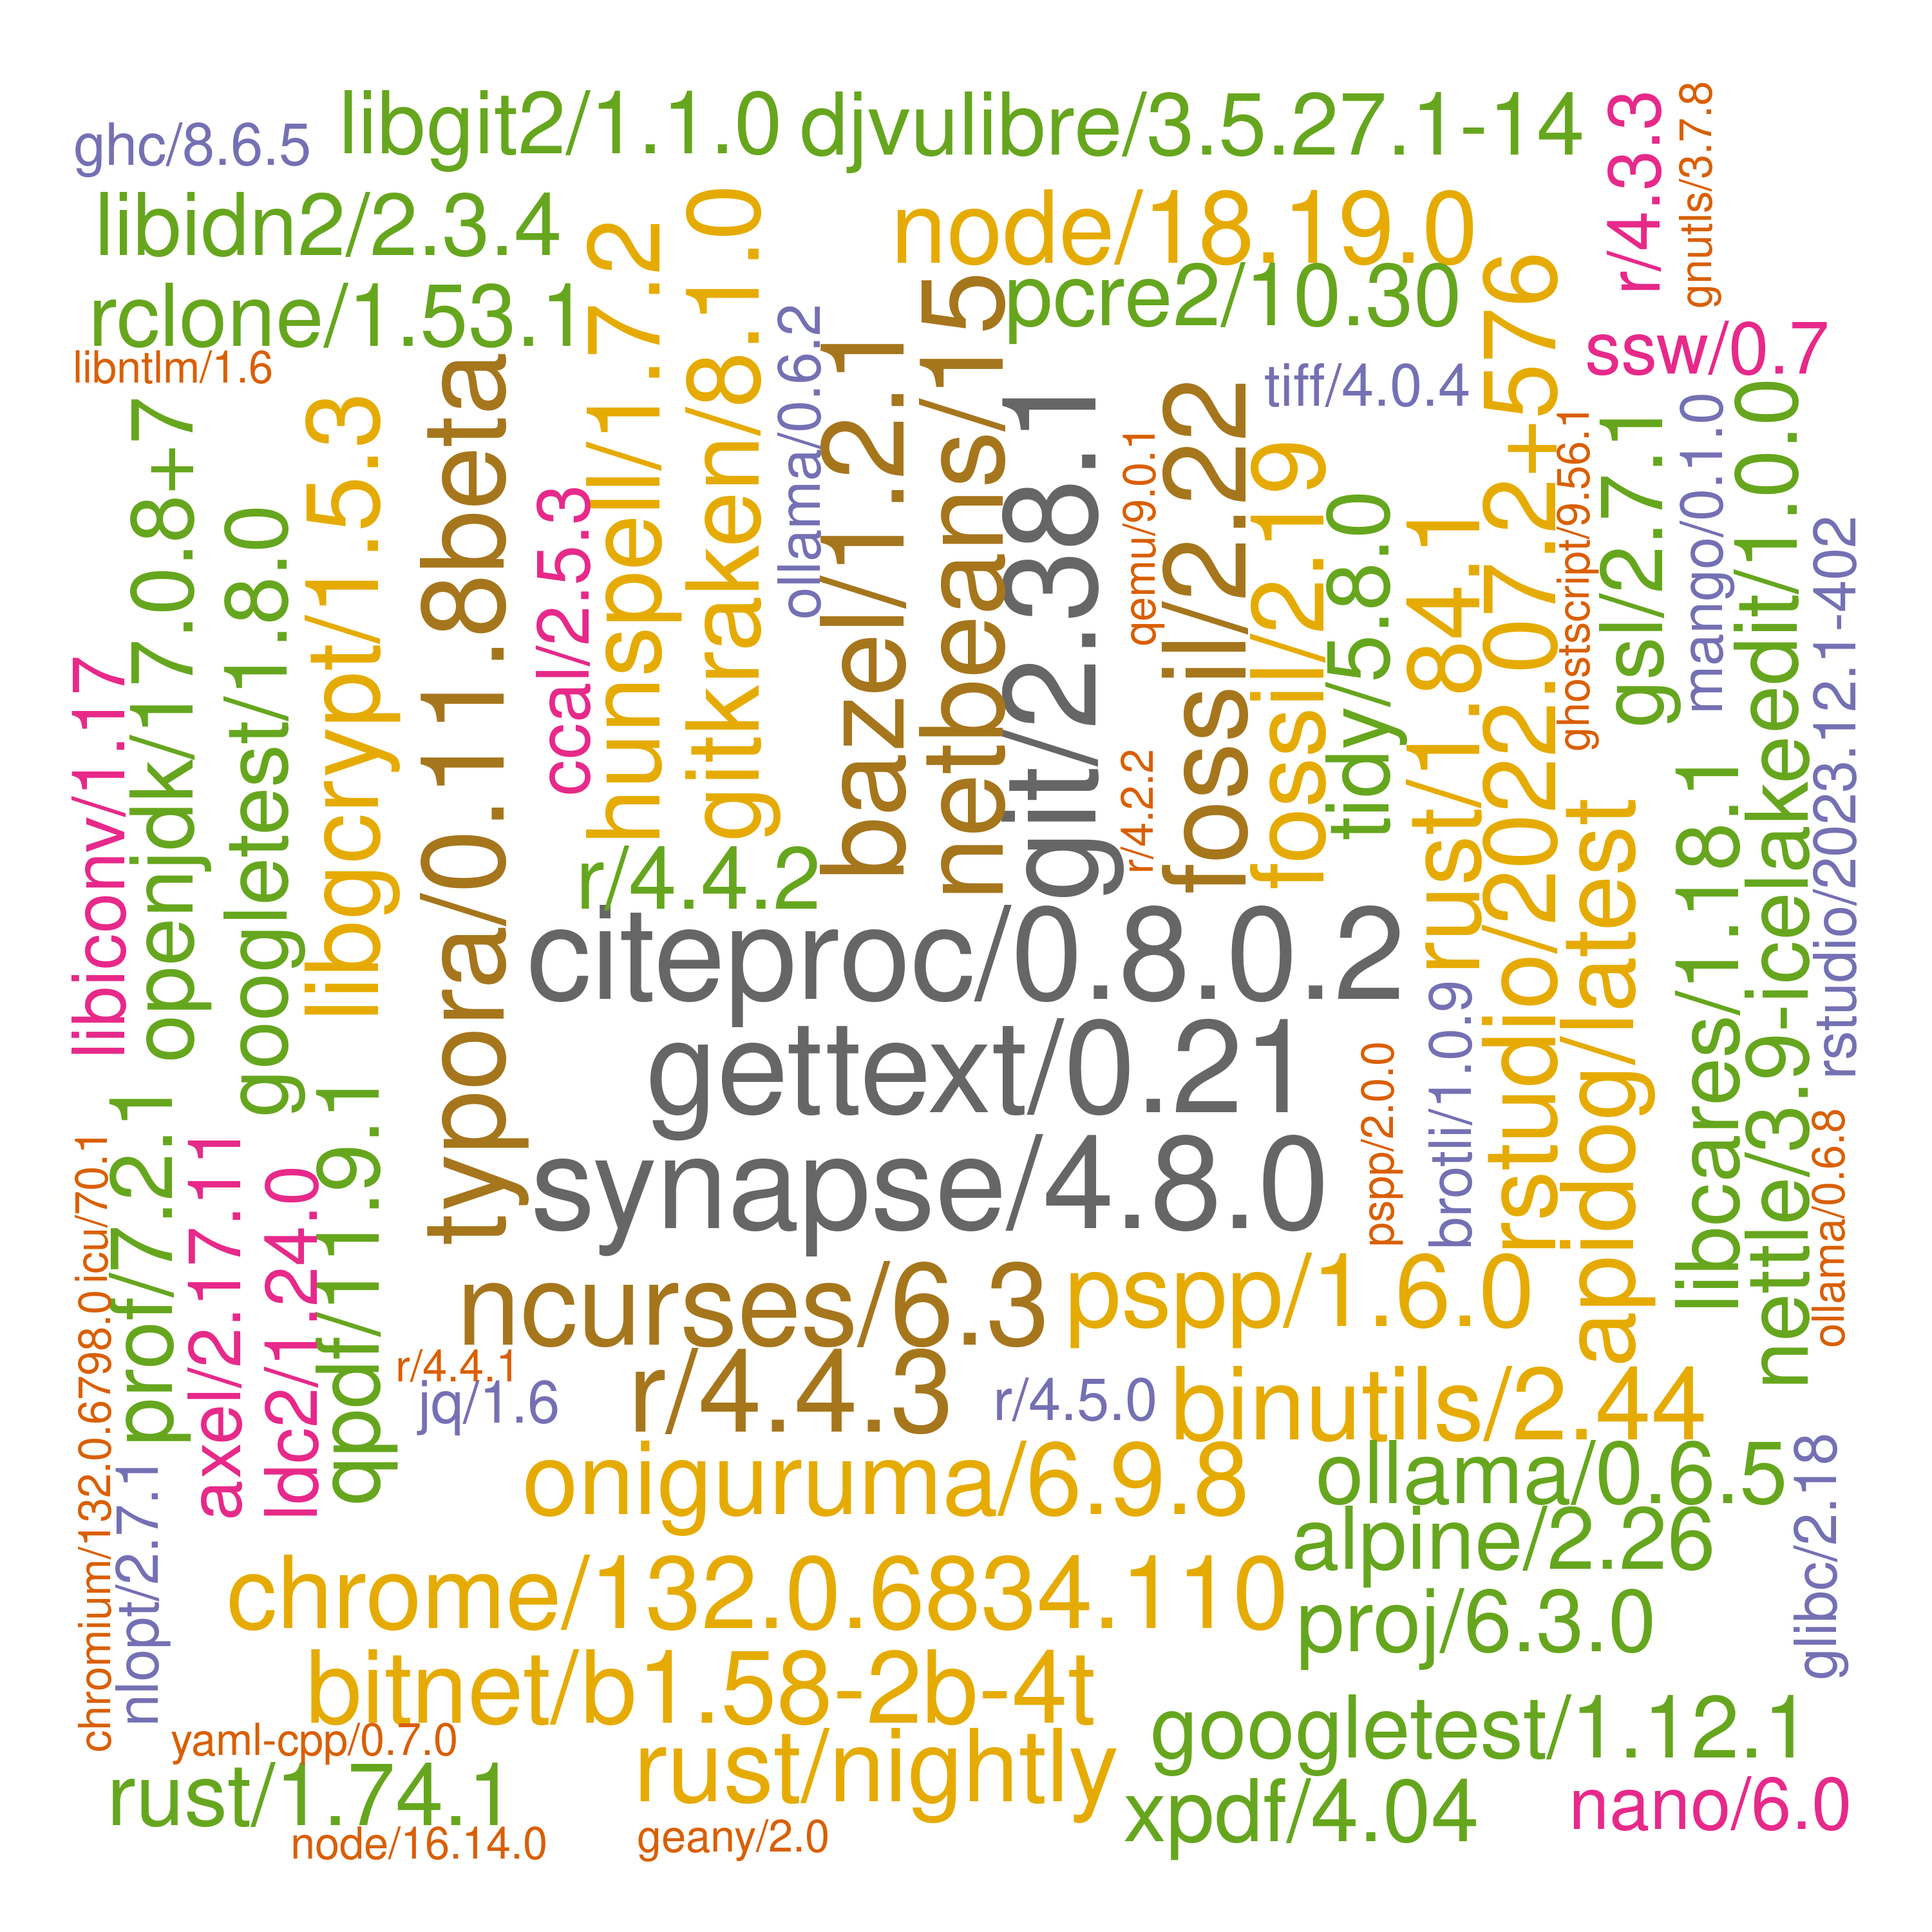 libgit2/1.1.0
djvulibre/3.5.27.1-14
ghc/8.6.5
r/4.3.3
gnutls/3.7.8
libidn2/2.3.4
node/18.19.0
rclone/1.53.1
pcre2/10.30
libntlm/1.6
ssw/0.7
tiff/4.0.4
openjdk/17.0.8+7
googletest/1.8.0
libgcrypt/1.5.3
typora/0.11.8beta
ccal/2.5.3
hunspell/1.7.2
gitkraken/8.1.0
ollama/0.6.2
bazel/1.2.1
netbeans/15
git/2.38.1
qemu/9.0.1
r/4.2.2
fossil/2.22
fossil/2.19
tidy/5.8.0
rust/1.84.1
rstudio/2022.07.2+576
ghostscript/9.56.1
gsl/2.7.1
mango/0.1.0
libedit/1.0.0
rstudio/2023.12.1-402
libiconv/1.17
r/4.4.2
citeproc/0.8.0.2
gettext/0.21
synapse/4.8.0
pspp/2.0.0
brotli/1.0.9
apidog/latest
libcares/1.18.1
nettle/3.9-icelake
ollama/0.6.8
icu/70.1
prof/7.2.1
axel/2.17.11
ldc2/1.24.0
qpdf/11.9.1
ncurses/6.3
pspp/1.6.0
chromium/132.0.6798.0
r/4.4.1
jq/1.6
r/4.4.3
r/4.5.0
binutils/2.44
nlopt/2.7.1
oniguruma/6.9.8
ollama/0.6.5
alpine/2.26
glibc/2.18
chrome/132.0.6834.110
proj/6.3.0
bitnet/b1.58-2b-4t
yaml-cpp/0.7.0
rust/nightly
googletest/1.12.1
rust/1.74.1
xpdf/4.04
nano/6.0
node/16.14.0
geany/2.0